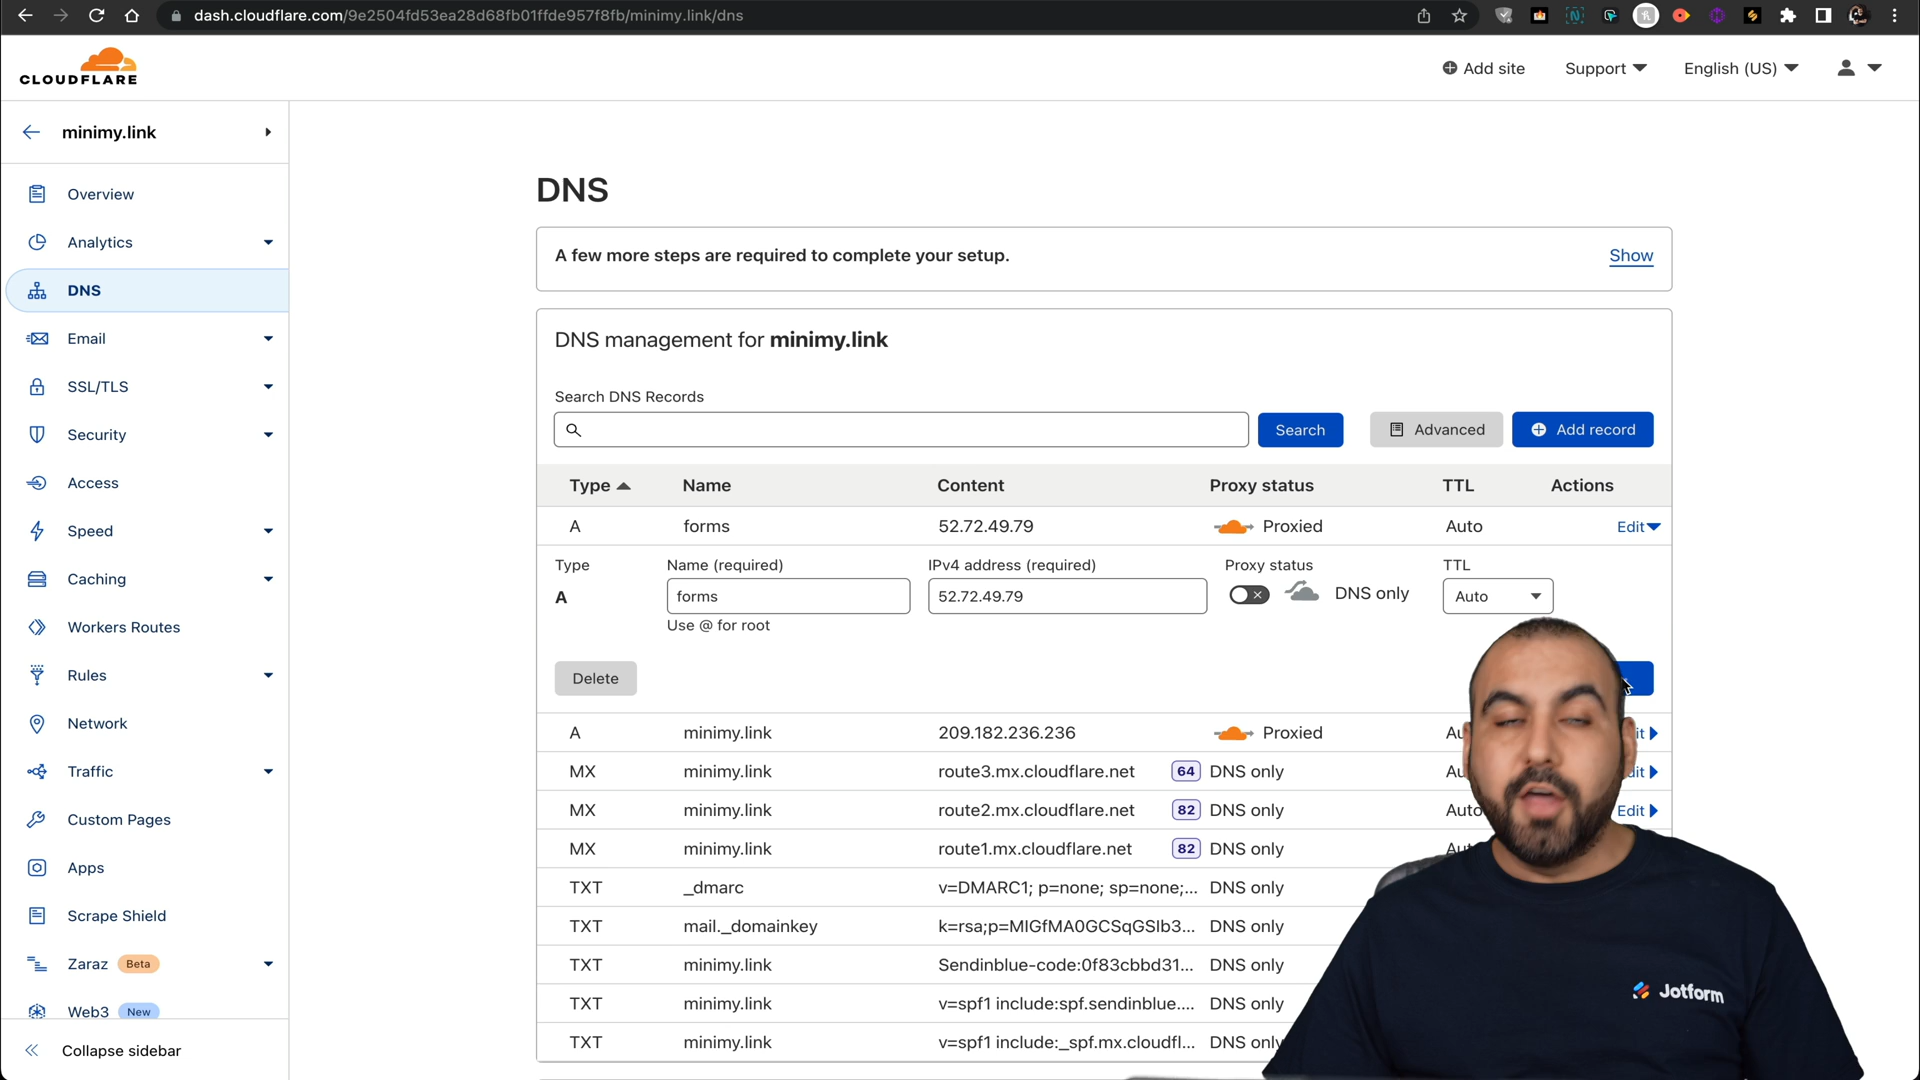 dash.cloudflare.com/9e2504fd53ea28d68fb01ffde957f8fb/minimy.link/dns
CLOUDFLARE
Add site
Support
English (US)
minimy.link
Overview
Analytics
DNS
Email
SSL/TLS
Security
Access
Speed
Caching
Workers Routes
Rules
Network
Traffic
Custom Pages
Apps
Scrape Shield
Zaraz Beta
Web3 New
Collapse sidebar
DNS
A few more steps are required to complete your setup.
Show
DNS management for minimy.link
Search DNS Records
Search
Advanced
Add record
Type Name Content Proxy status TTL Actions
A forms 52.72.49.79 Proxied Auto Edit
Type Name (required) IPv4 address (required) Proxy status TTL
A forms 52.72.49.79 DNS only Auto
Use @ for root
Delete
A minimy.link 209.182.236.236 Proxied
MX minimy.link route3.mx.cloudflare.net 64 DNS only
MX minimy.link route2.mx.cloudflare.net 82 DNS only Auto Edit
MX minimy.link route1.mx.cloudflare.net 82 DNS only
TXT _dmarc v=DMARC1; p=none; sp=none;... DNS only
TXT mail._domainkey k=rsa;p=MIGfMA0GCSqGSIb3... DNS only
TXT minimy.link Sendinblue-code:0f83cbbd31... DNS only
TXT minimy.link v=spf1 include:spf.sendinblue.... DNS only
TXT minimy.link v=spf1 include:_spf.mx.cloudfl... DNS only
Jotform